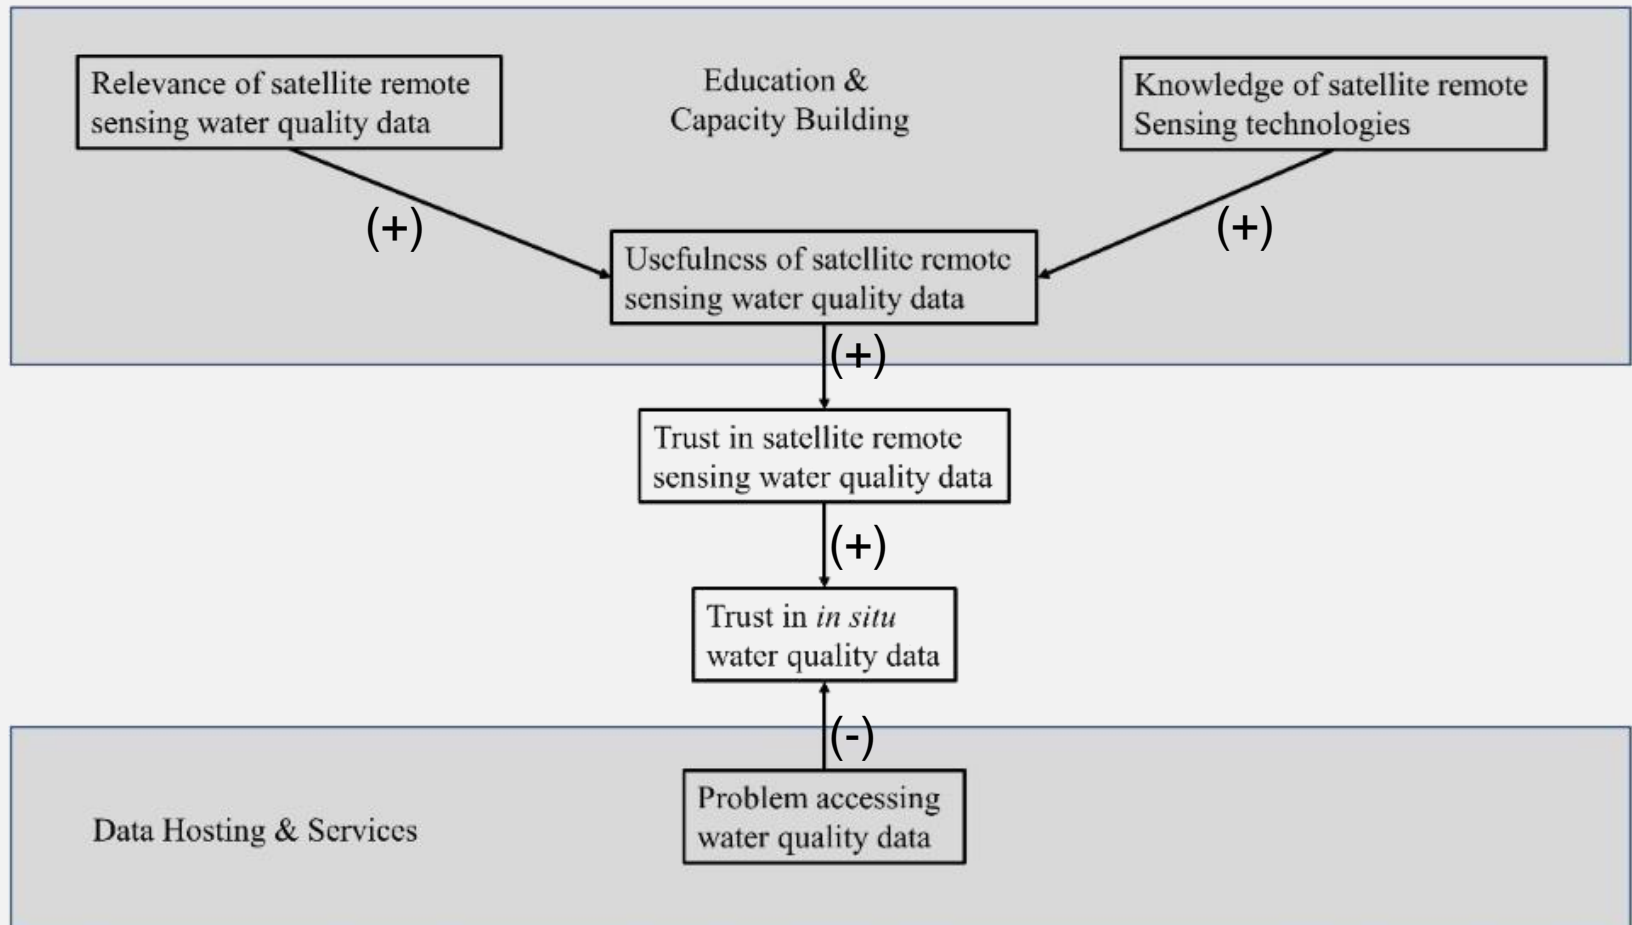 Relevance of satellite remote
sensing water quality data
Education &
Capacity Building
Knowledge of satellite remote
Sensing technologies
(+)
(+)
Usefulness of satellite remote
sensing water quality data
(+)
Trust in satellite remote
sensing water quality data
(+)
Trust in in situ
water quality data
(-)
Problem accessing
water quality data
Data Hosting & Services